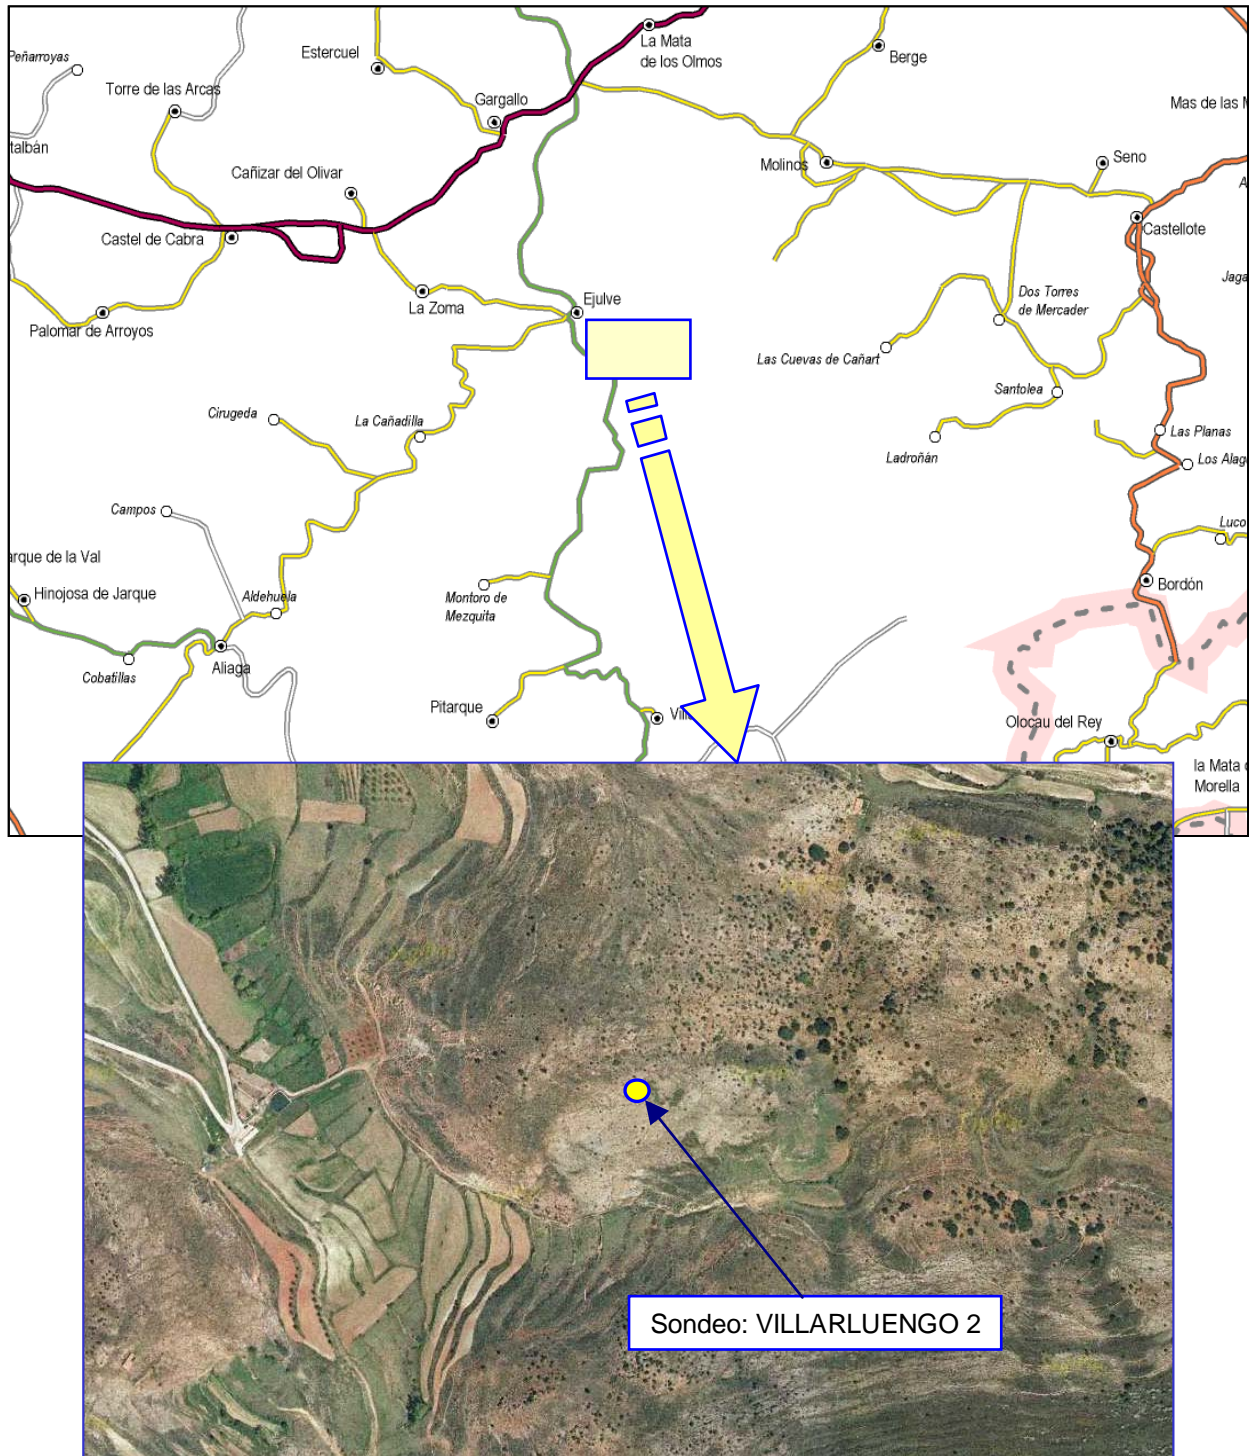 La Mata
de los Olmos
Estercuel
Berge
Peñarroyas
Torre de las Arcas
Gargallo
Mas de las M
talbán
Molinos
Seno
Cañizar del Olivar
A
Castel de Cabra
Castellote
Jaga
La Zoma
Ejulve
Dos Torres
de Mercader
Palomar de Arroyos
Las Cuevas de Cañart
Santolea
Cirugeda
La Cañadilla
Las Planas
Ladroñán
Los Alag
Campos
Luco
arque de la Val
Hinojosa de Jarque
Aldehuela
Montoro de
Mezquita
Bordón
Aliaga
Cobatillas
Pitarque
Vill
Olocau del Rey
la Mata d
Morella
Sondeo: VILLARLUENGO 2